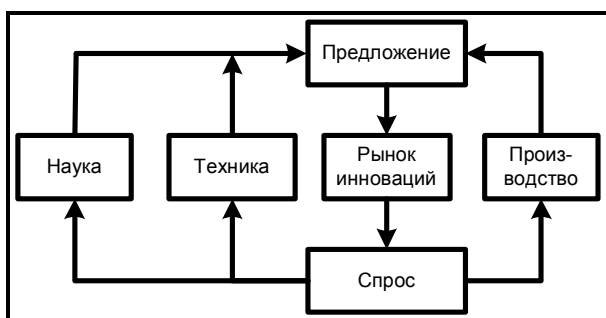 Предложение
Наука
Техника
Рынок
инноваций
Произ-
водство
Спрос